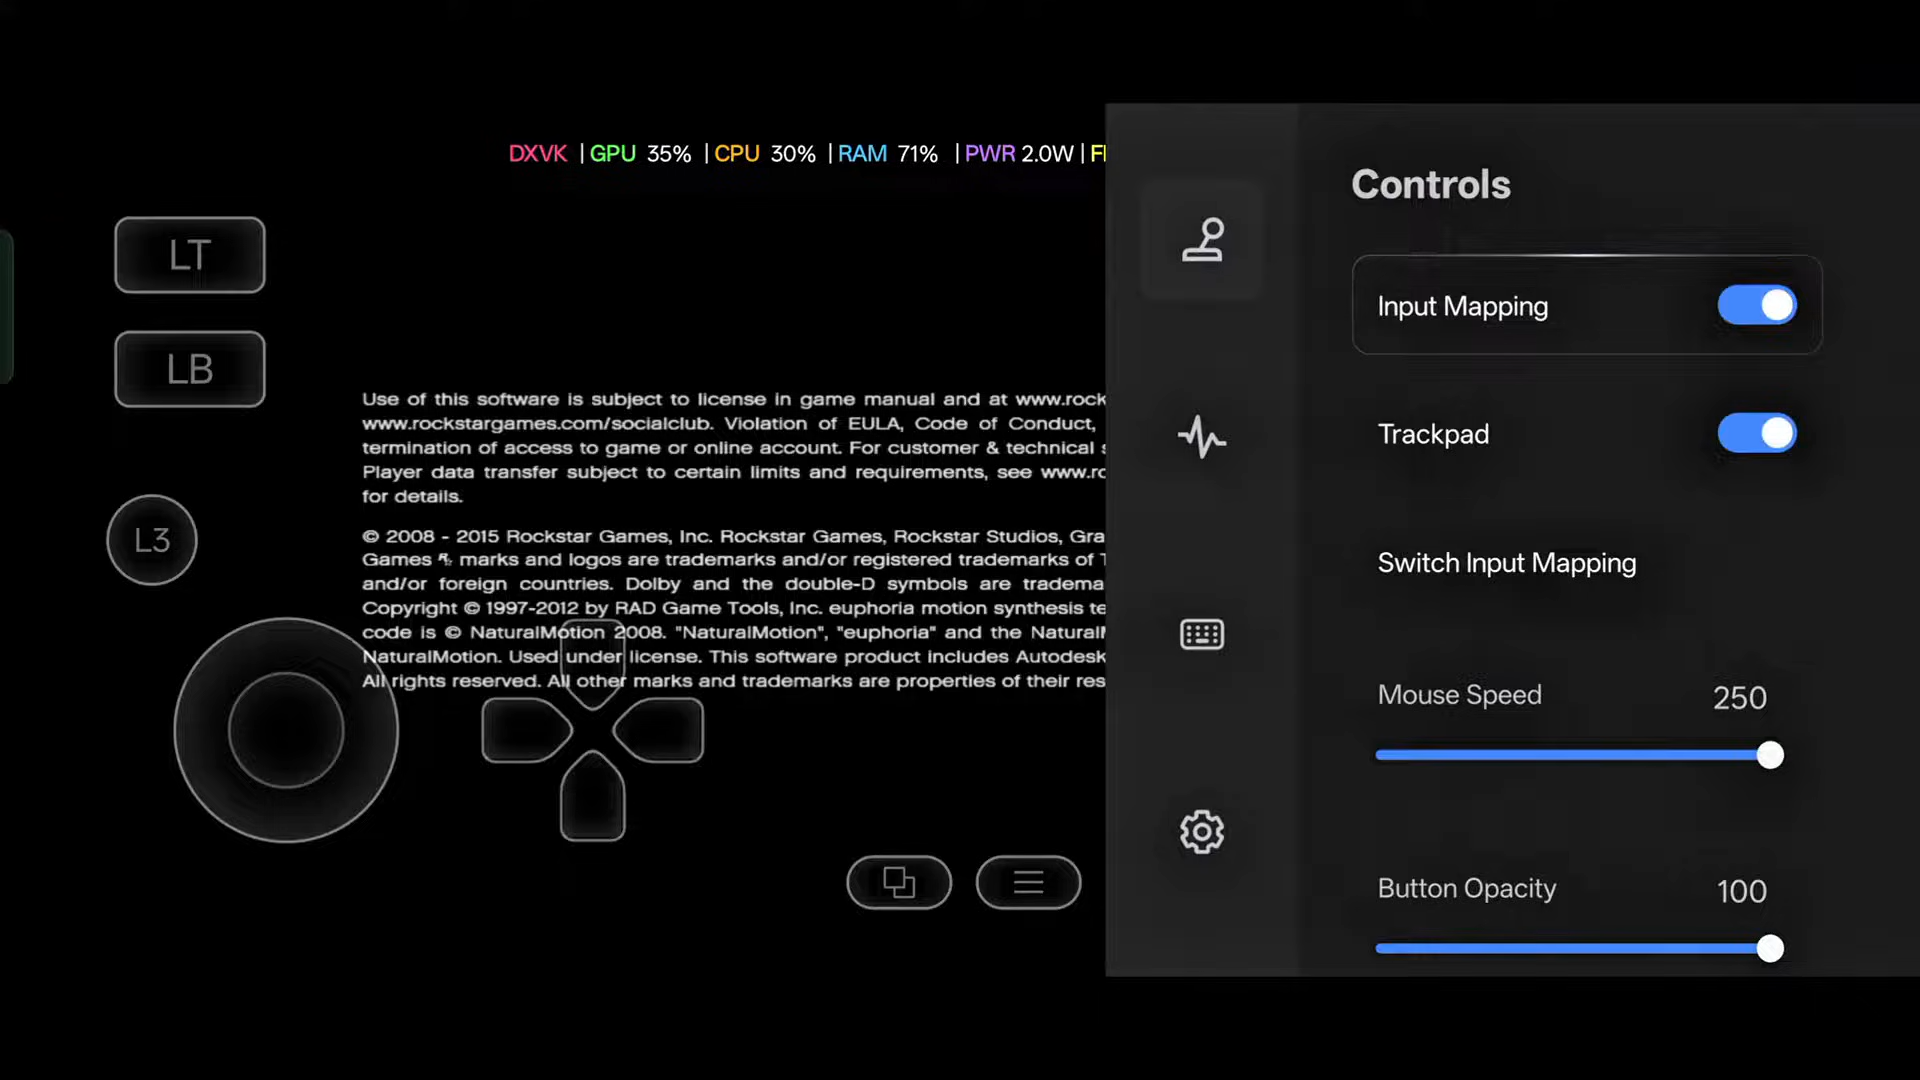 DXVK | GPU 35% | CPU 30% | RAM 71% | PWR 2.0W |
LT
LB
L3
Use of this software is subject to license in game manual and at www.rock
www.rockstargames.com/socialclub. Violation of EULA, Code of Conduct,
termination of access to game or online account. For customer & technical s
Player data transfer subject to certain limits and requirements, see www.rc
for details.
© 2008 - 2015 Rockstar Games, Inc. Rockstar Games, Rockstar Studios, Gra
Games marks and logos are trademarks and/or registered trademarks of T
and/or foreign countries. Dolby and the double-D symbols are tradema
Copyright © 1997-2012 by RAD Game Tools, Inc. euphoria motion synthesis te
code is © NaturalMotion 2008. "NaturalMotion", "euphoria" and the Natural
NaturalMotion. Used under license. This software product includes Autodesk
All rights reserved. All other marks and trademarks are properties of their res
Controls
Input Mapping
Trackpad
Switch Input Mapping
Mouse Speed 250
Button Opacity 100